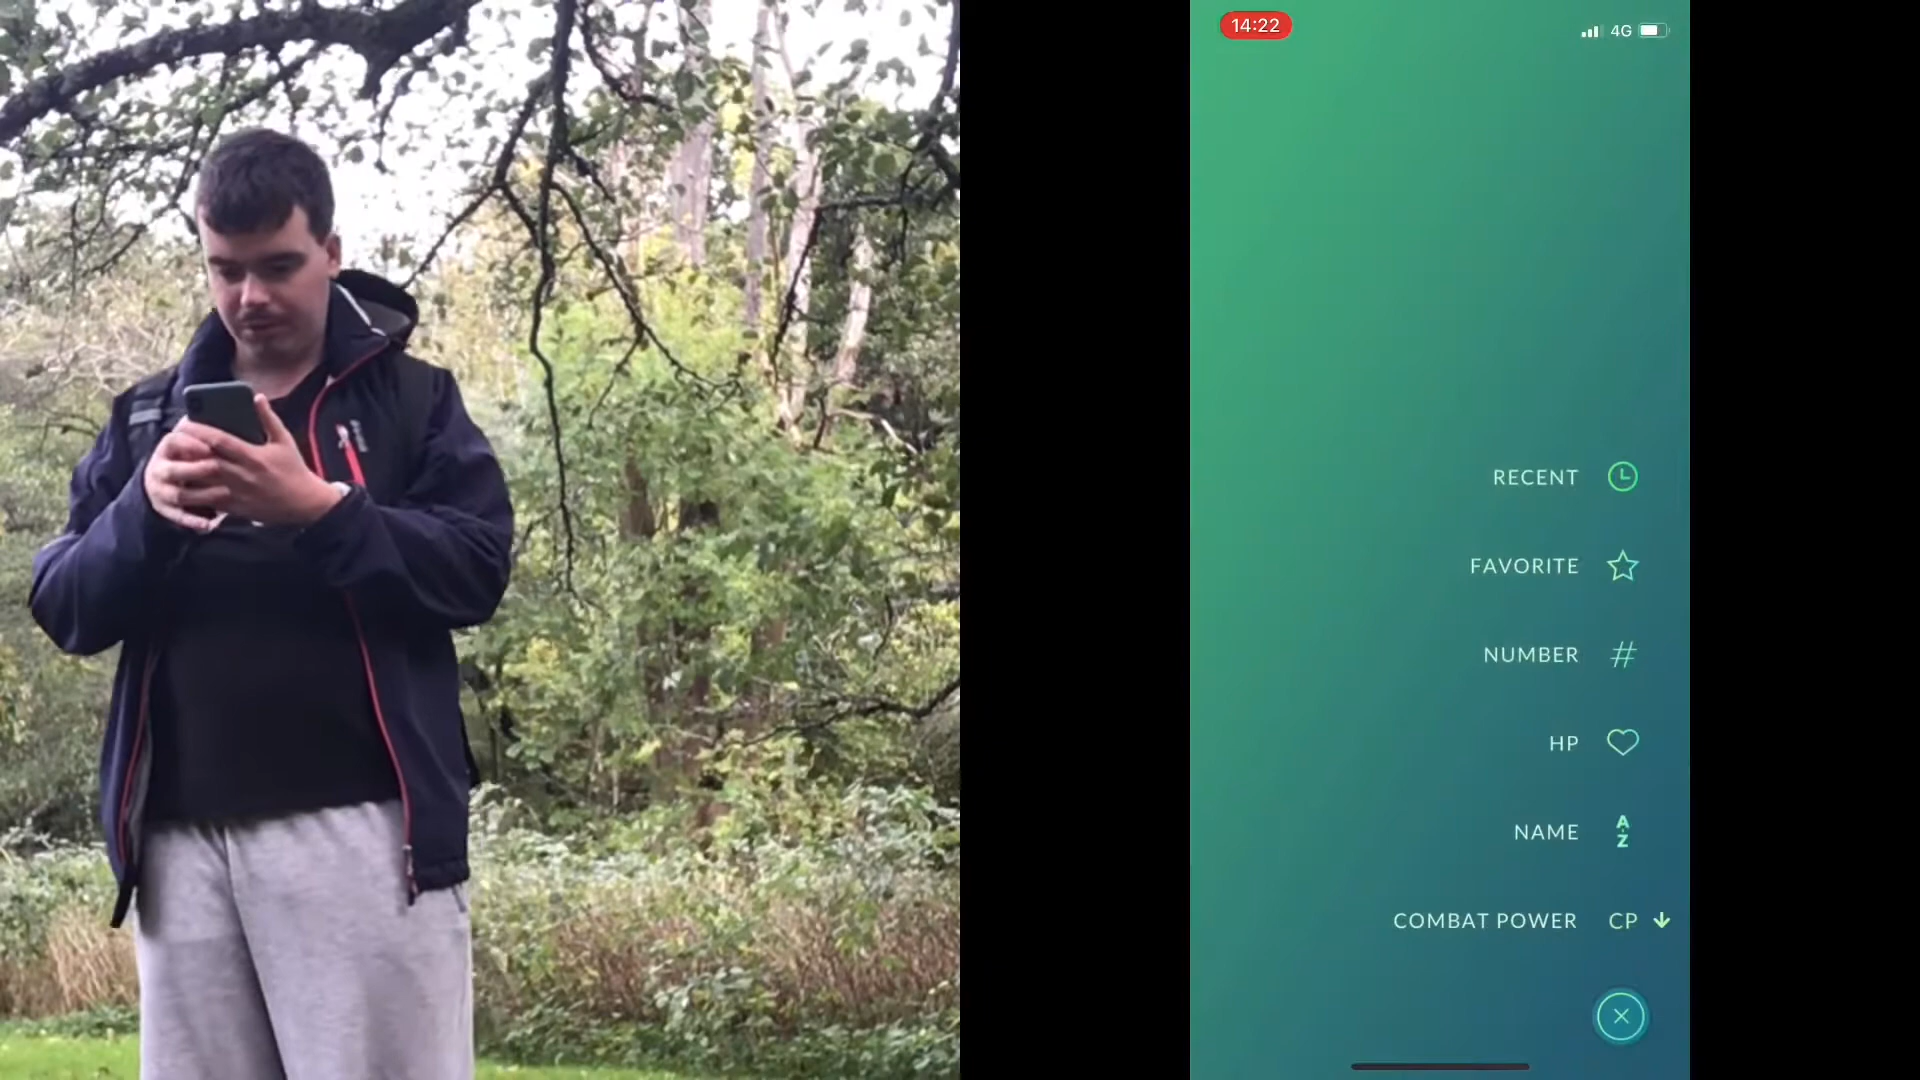 14:22
4G
RECENT
FAVORITE
NUMBER #
HP
NAME A-Z
COMBAT POWER CP